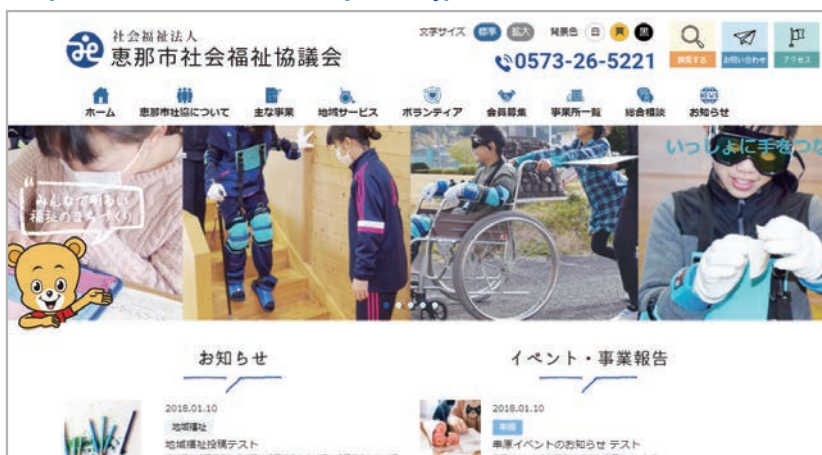 社会福祉法人
恵那市社会福祉協議会
文字サイズ 標準 拡大 背景色 白 黄 黒
0573-26-5221
検索する お問い合わせ アクセス
ホーム 恵那市社協について 主な事業 地域サービス ボランティア 会員募集 事業所一覧 総合相談 お知らせ
いっしょに手をつな
みんなで明るい
福祉のまちづくり
お知らせ
2018.01.10
地域福祉
地域福祉投稿テスト
イベント・事業報告
2018.01.10
串原
串原イベントのお知らせ テスト